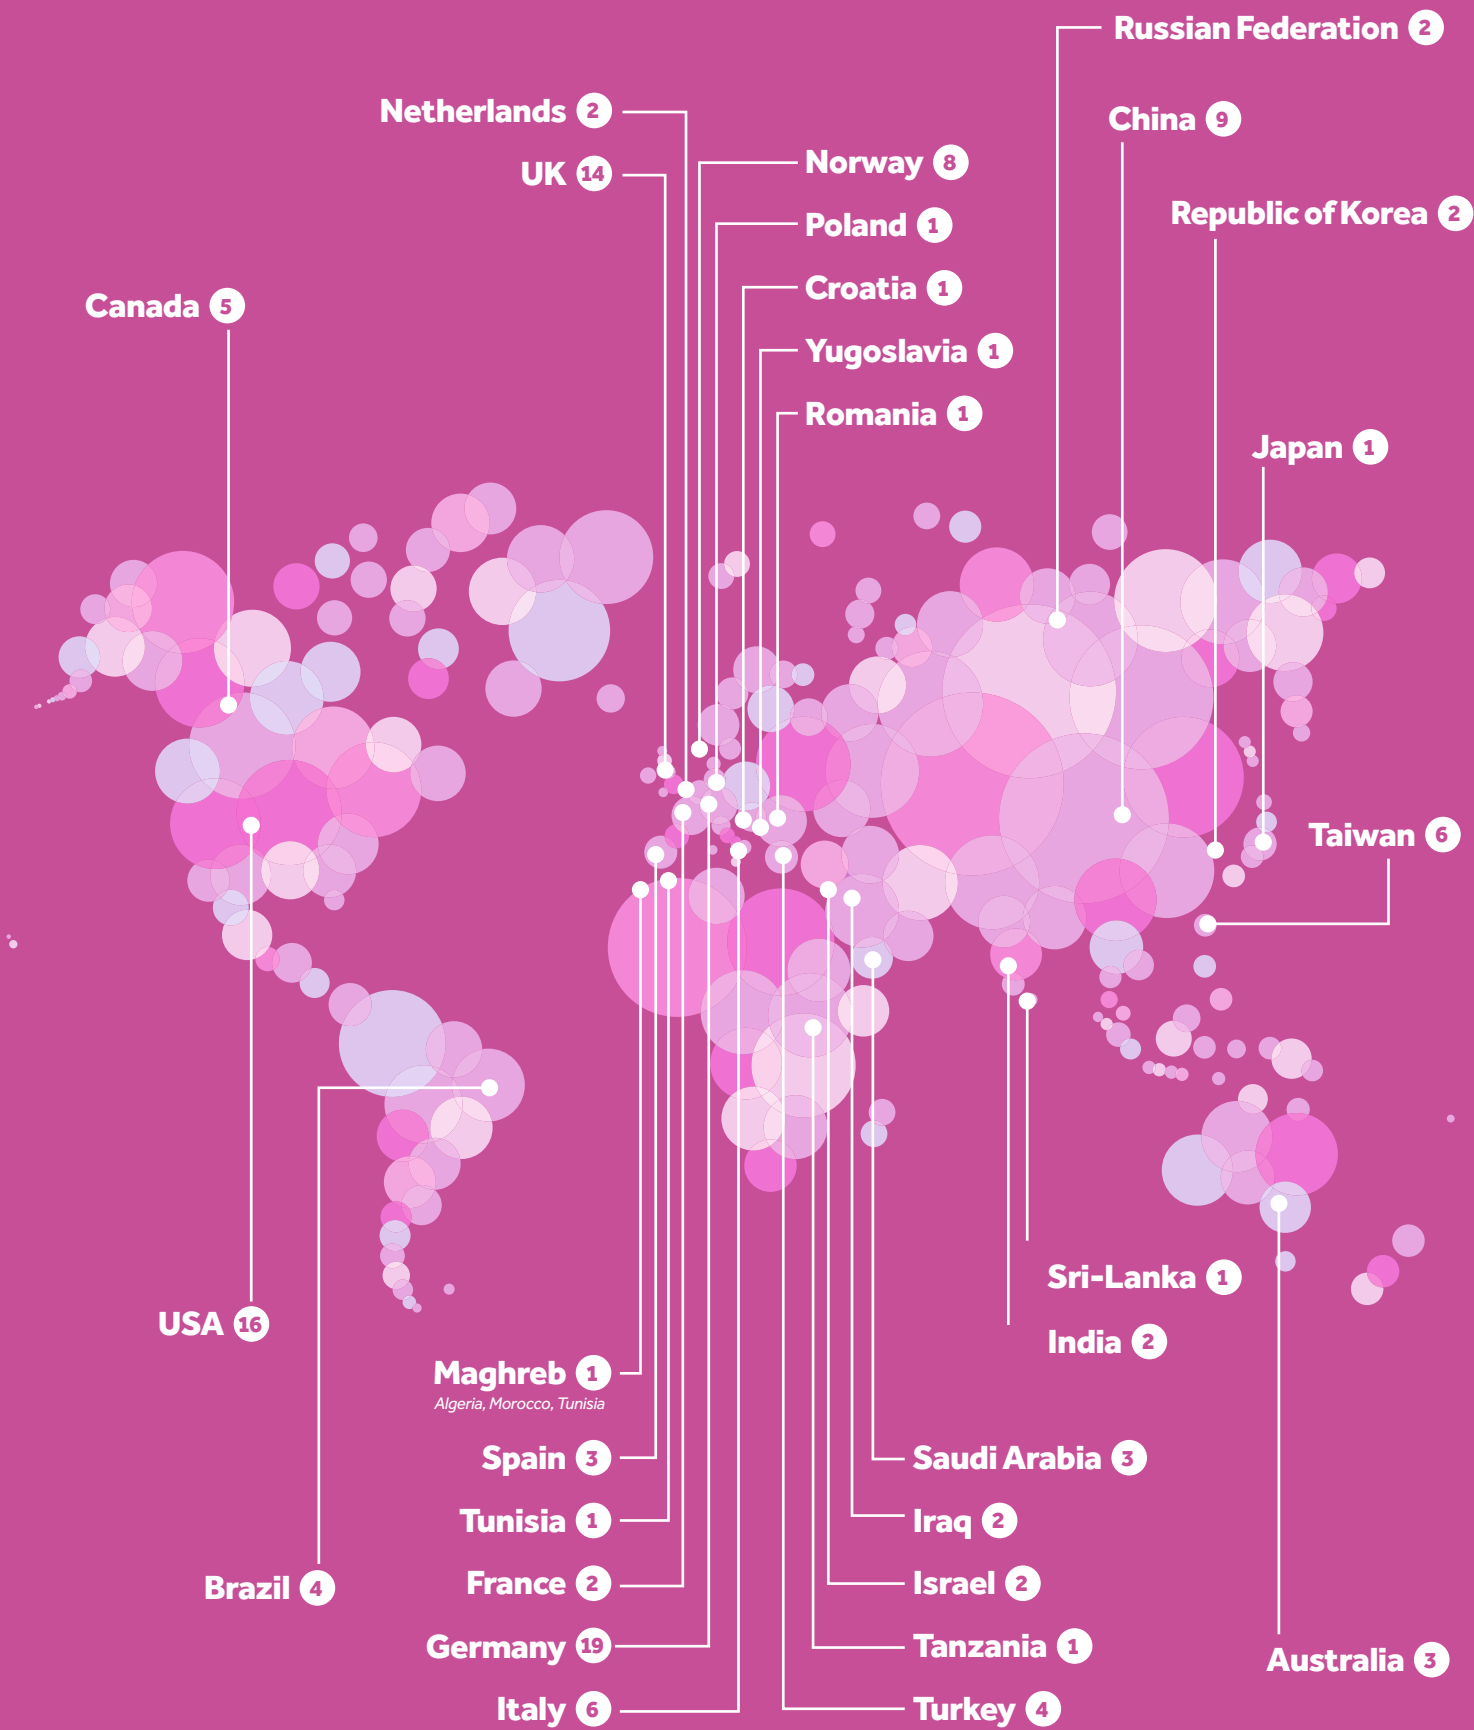 Russian Federation 2
Netherlands 2
China 9
UK 14
Norway 8
Republic of Korea 2
Poland 1
Croatia 1
Canada 5
Yugoslavia 1
Romania 1
Japan 1
Taiwan 6
Sri-Lanka 1
USA 16
India 2
Maghreb 1
Algeria, Morocco, Tunisia
Spain 3
Saudi Arabia 3
Tunisia 1
Iraq 2
France 2
Israel 2
Brazil 4
Germany 19
Tanzania 1
Australia 3
Italy 6
Turkey 4